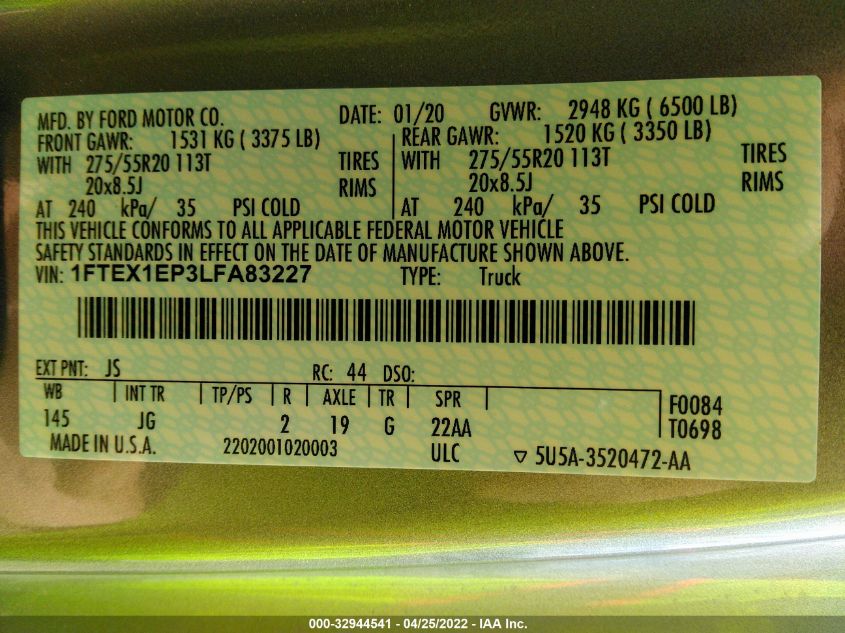 MFD. BY FORD MOTOR CO. DATE: 01/20 GVWR: 2948 KG ( 6500 LB)
FRONT GAWR: 1531 KG ( 3375 LB) REAR GAWR: 1520 KG ( 3350 LB)
WITH 275/55R20 113T TIRES WITH 275/55R20 113T TIRES
20x8.5J RIMS 20x8.5J RIMS
AT 240 kPa/ 35 PSI COLD AT 240 kPa/ 35 PSI COLD
THIS VEHICLE CONFORMS TO ALL APPLICABLE FEDERAL MOTOR VEHICLE
SAFETY STANDARDS IN EFFECT ON THE DATE OF MANUFACTURE SHOWN ABOVE.
VIN: 1FTEX1EP3LFA83227 TYPE: Truck
EXT PNT: JS RC: 44 DSO:
WB INT TR TP/PS R AXLE TR SPR F0084
145 JG 2 19 G 22AA T0698
MADE IN U.S.A. 2202001020003 ULC ▽ 5U5A-3520472-AA
000-32944541 - 04/25/2022 - IAA Inc.